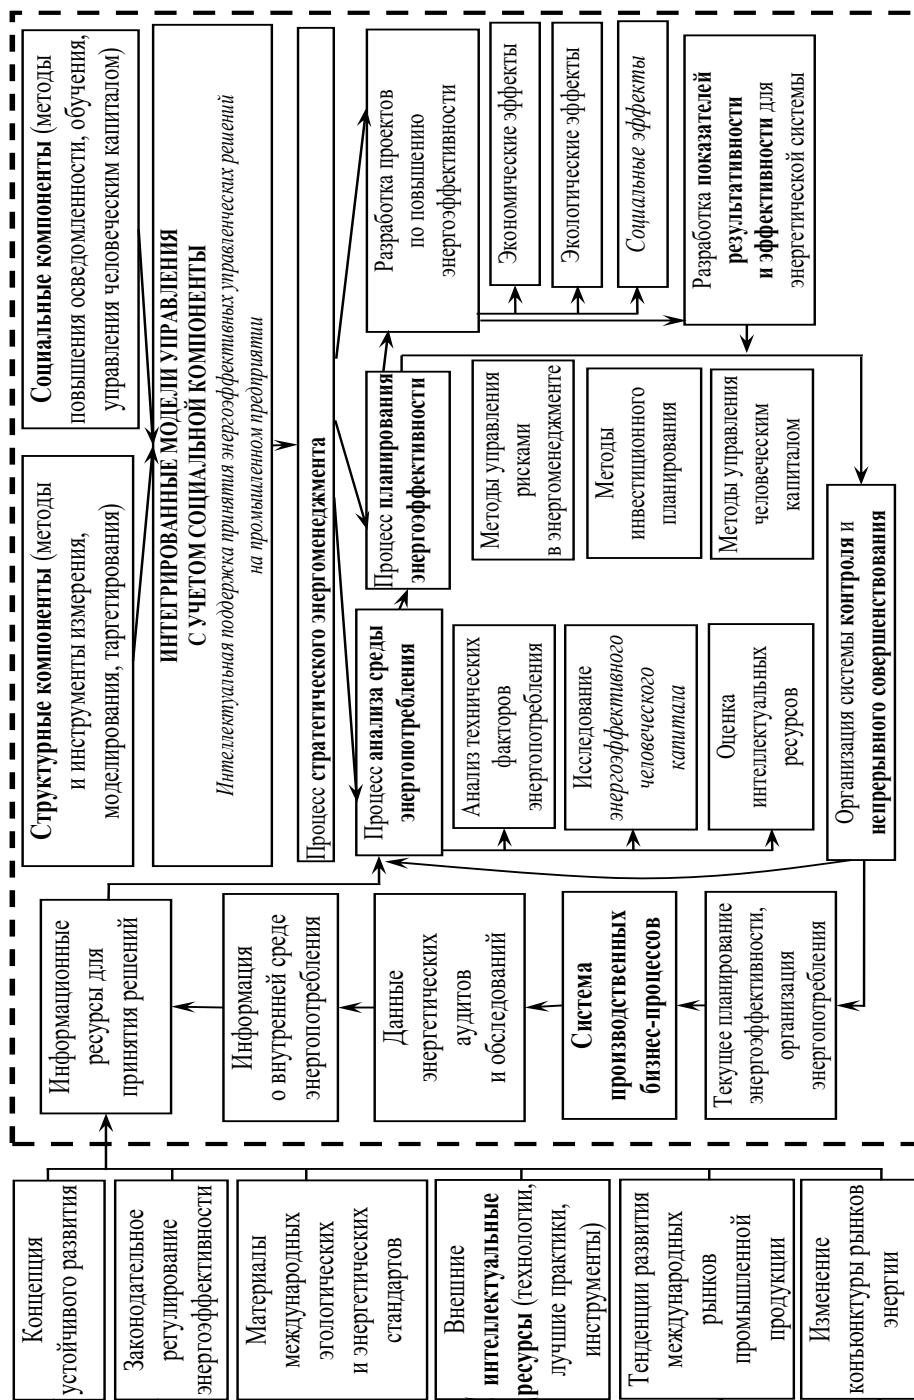 Концепция
устойчивого развития
Законодательное
регулирование
энергоэффективности
Материалы
международных
эгологических
и энергетических
стандартов
Внешние
интеллектуальные
ресурсы (технологии,
лучшие практики,
инструменты)
Тенденции развития
международных
рынков
промышленной
продукции
Изменение
коньюнктуры рынков
энергии
Информационные
ресурсы для
принятия решений
Информация
о внутренней среде
энергопотребления
Данные
энергетических
аудитов
и обследований
Система
производственных
бизнес-процессов
Текущее планирование
энергоэффективности,
организация
энергопотребления
Структурные компоненты (методы
и инструменты измерения,
моделирования, таргетирования)
Социальные компоненты (методы
повышения осведомленности, обучения,
управления человеческим капиталом)
ИНТЕГРИРОВАННЫЕ МОДЕЛИ УПРАВЛЕНИЯ
С УЧЕТОМ СОЦИАЛЬНОЙ КОМПОНЕНТЫ
Интеллектуальная поддержка принятия энергоэффективных управленческих решений
на промышленном предприятии
Процесс стратегического энергоменеджмента
Процесс анализа среды
энергопотребления
Анализ технических
факторов
энергопотребления
Исследование
энергоэффективного
человеческого
капитала
Оценка
интеллектуальных
ресурсов
Процесс планирования
энергоэффективности
Методы управления
рисками
в энергоменеджменте
Методы
инвестиционного
планирования
Методы управления
человеческим
капиталом
Разработка проектов
по повышению
энергоэффективности
Экономические эффекты
Экологические эффекты
Социальные эффекты
Разработка показателей
результативности
и эффективности для
энергетической системы
Организация системы контроля и
непрерывного совершенствования